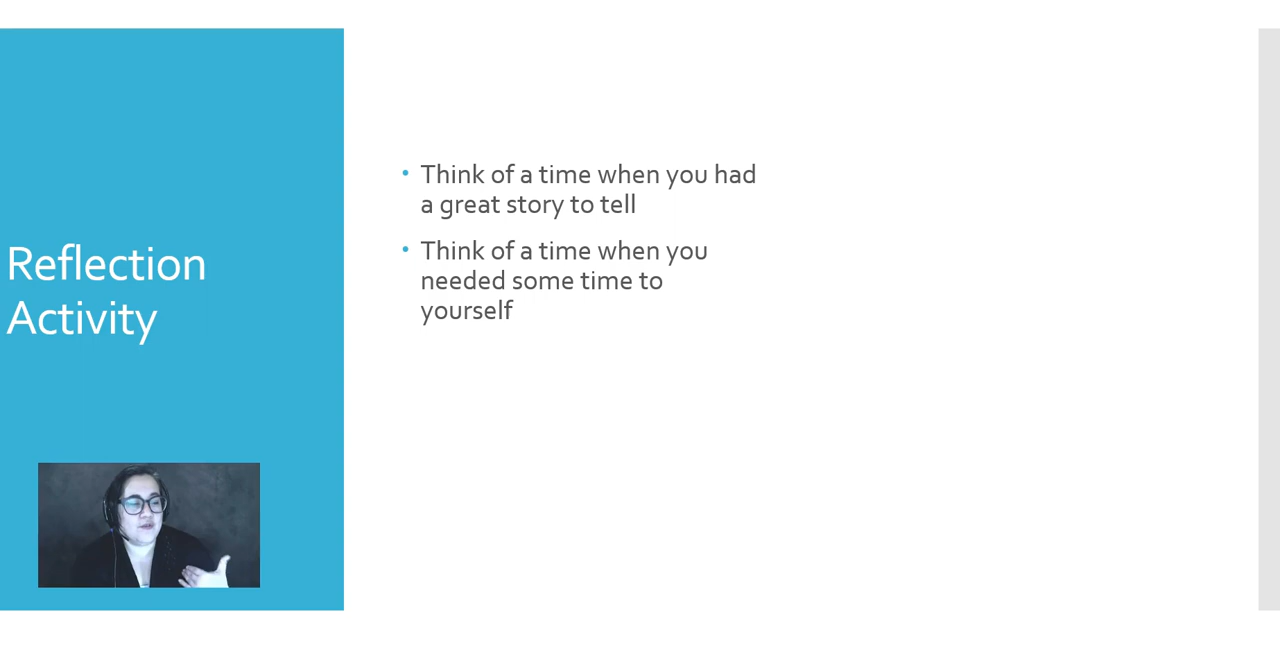 Reflection
Activity
• Think of a time when you had
a great story to tell
• Think of a time when you
needed some time to
yourself